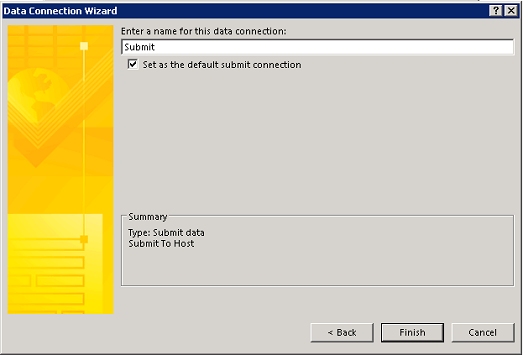 Data Connection Wizard
Enter a name for this data connection:
Submit
Set as the default submit connection
Summary
Type: Submit data
Submit To Host
< Back
Finish
Cancel